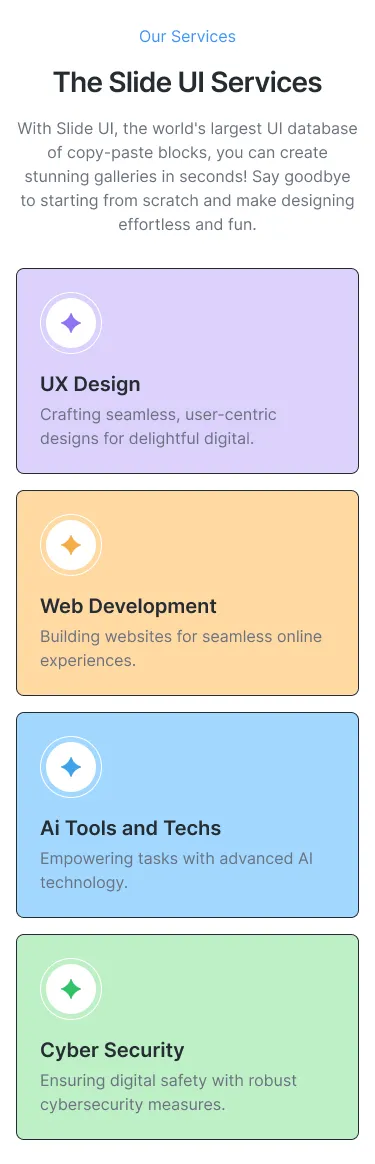 Our Services
The Slide UI Services
With Slide UI, the world's largest UI database
of copy-paste blocks, you can create
stunning galleries in seconds! Say goodbye
to starting from scratch and make designing
effortless and fun.
UX Design
Crafting seamless, user-centric
designs for delightful digital.
Web Development
Building websites for seamless online
experiences.
Ai Tools and Techs
Empowering tasks with advanced AI
technology.
Cyber Security
Ensuring digital safety with robust
cybersecurity measures.